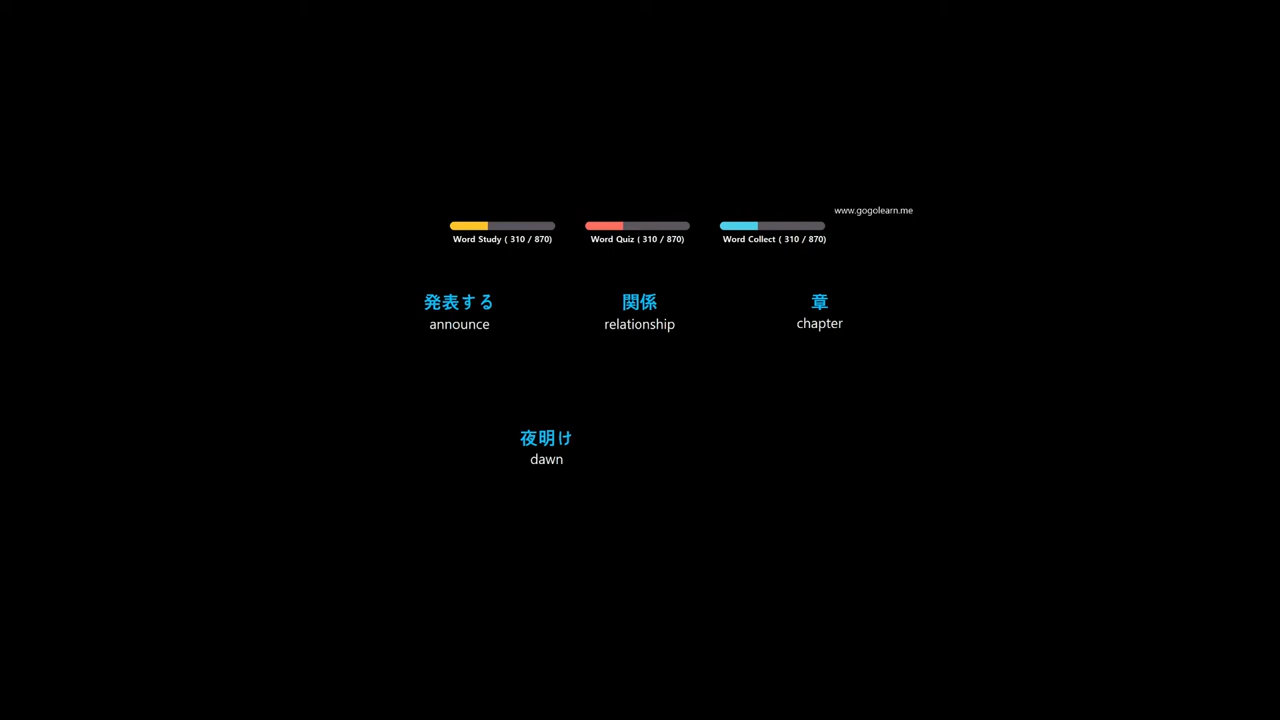 www.gogolearn.me
Word Study ( 310 / 870)
Word Quiz ( 310 / 870)
Word Collect ( 310 / 870)
発表する
announce
関係
relationship
章
chapter
夜明け
dawn